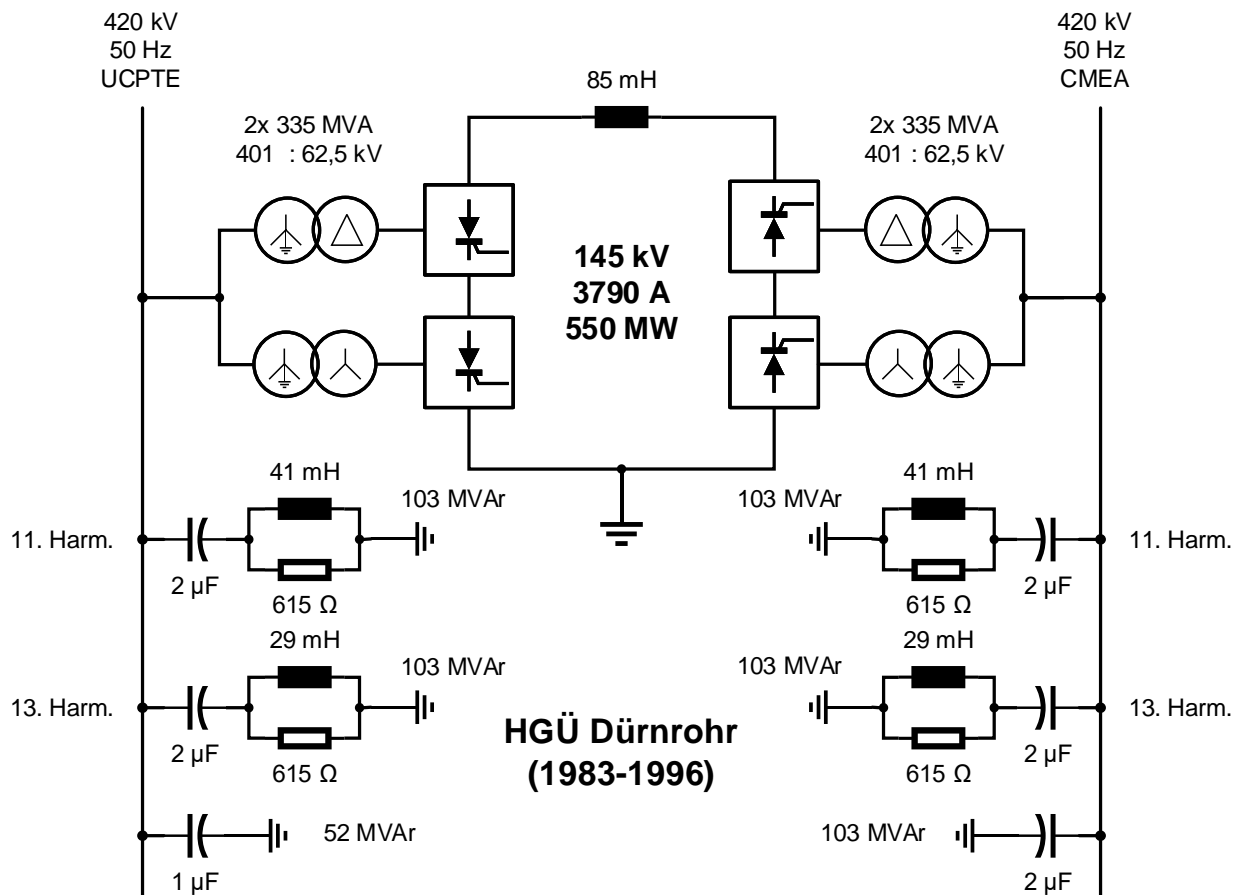 420 kV
50 Hz
UCPTE
420 kV
50 Hz
CMEA
85 mH
2x 335 MVA
401 : 62,5 kV
2x 335 MVA
401 : 62,5 kV
145 kV
3790 A
550 MW
41 mH
103 MVAr
11. Harm.
2 µF
615 Ω
41 mH
103 MVAr
11. Harm.
2 µF
615 Ω
29 mH
103 MVAr
13. Harm.
2 µF
615 Ω
29 mH
103 MVAr
13. Harm.
2 µF
615 Ω
HGÜ Dürnrohr
(1983-1996)
52 MVAr
1 µF
103 MVAr
2 µF